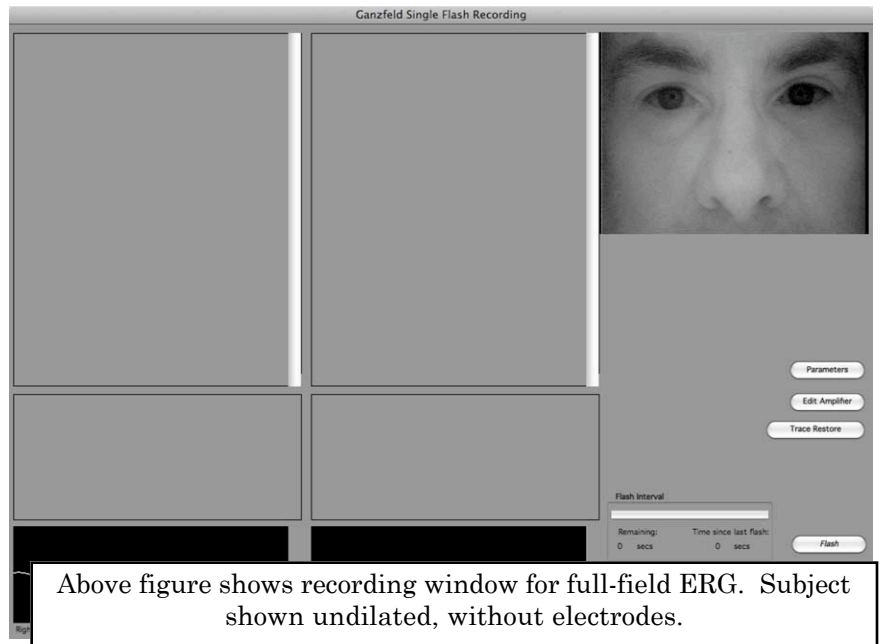 Ganzfeld Single Flash Recording
Parameters
Edit Amplifier
Trace Restore
Flash Interval
Remaining: Time since last flash:
0 secs 0 secs
Flash
Above figure shows recording window for full-field ERG. Subject
shown undilated, without electrodes.